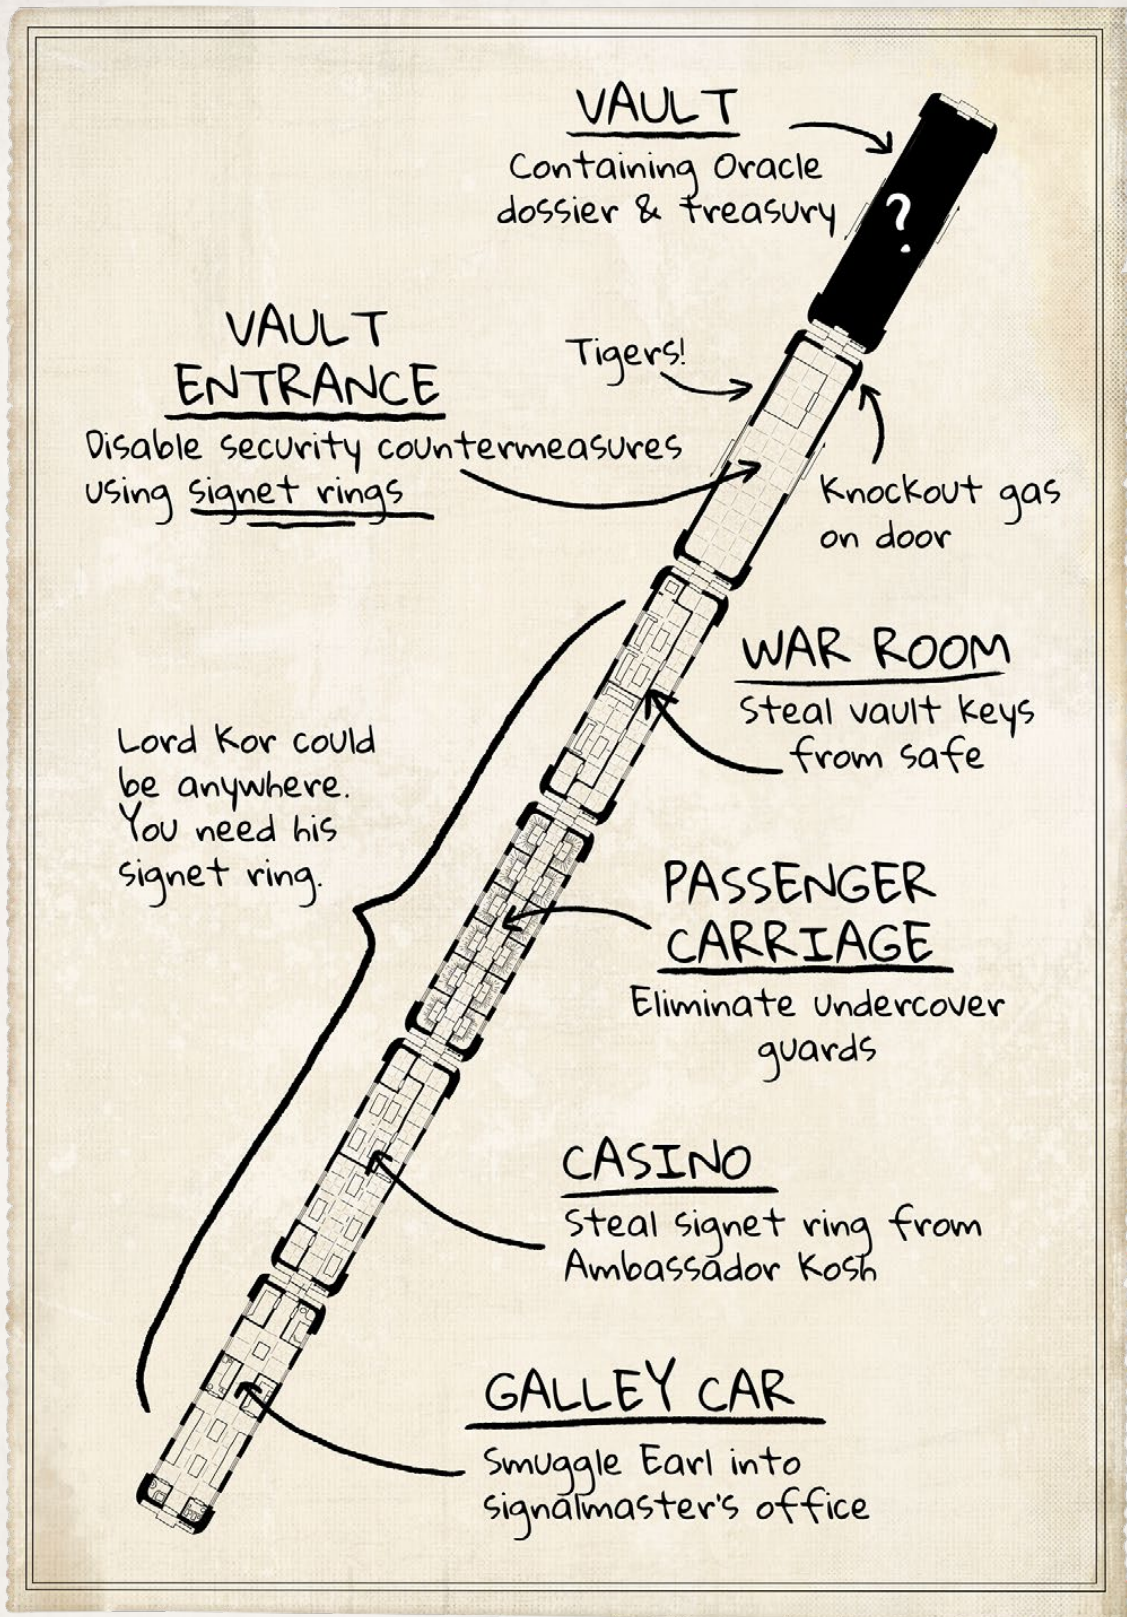 VAULT
Containing Oracle
dossier & treasury
?
VAULT
ENTRANCE
Disable security countermeasures
using signet rings
Tigers!
Knockout gas
on door
WAR ROOM
Steal vault keys
from safe
Lord Kor could
be anywhere.
You need his
signet ring.
PASSENGER
CARRIAGE
Eliminate undercover
guards
CASINO
Steal signet ring from
Ambassador Kosh
GALLEY CAR
Smuggle Earl into
signalmaster's office